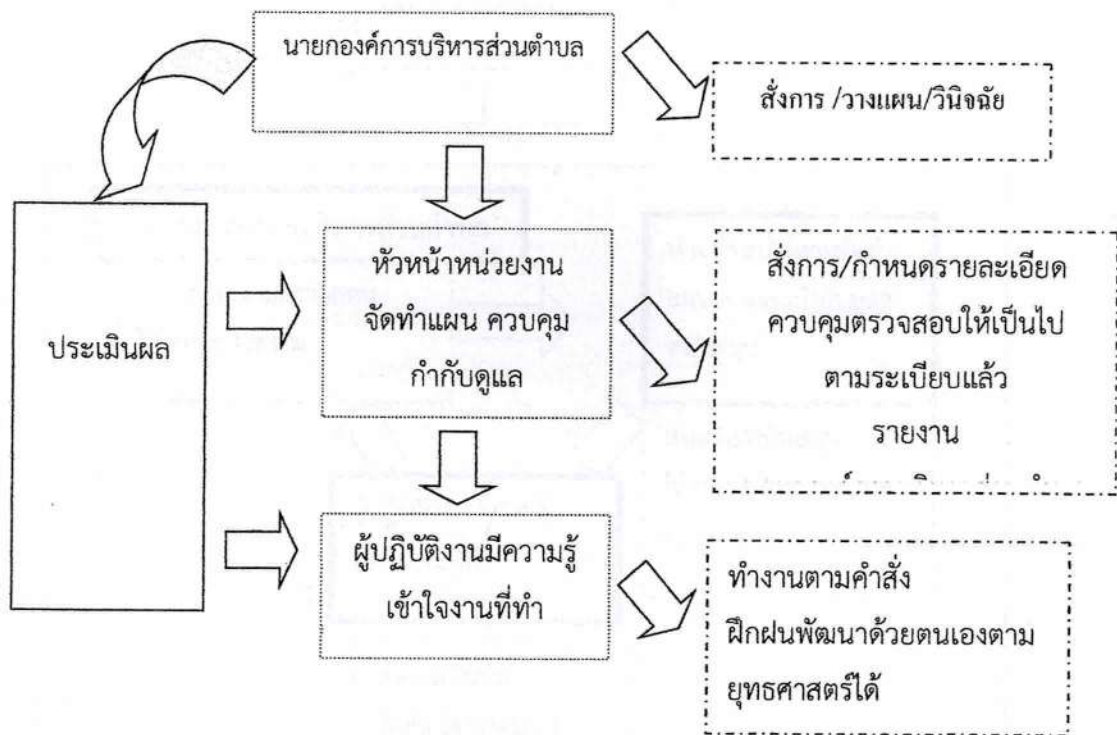 นายกองค์การบริหารส่วนตำบล
สั่งการ /วางแผน/วินิจฉัย
ประเมินผล
หัวหน้าหน่วยงาน
จัดทำแผน ควบคุม
กำกับดูแล
สั่งการ/กำหนดรายละเอียด
ควบคุมตรวจสอบให้เป็นไป
ตามระเบียบแล้ว
รายงาน
ผู้ปฏิบัติงานมีความรู้
เข้าใจงานที่ทำ
ทำงานตามคำสั่ง
ฝึกฝนพัฒนาด้วยตนเองตาม
ยุทธศาสตร์ได้